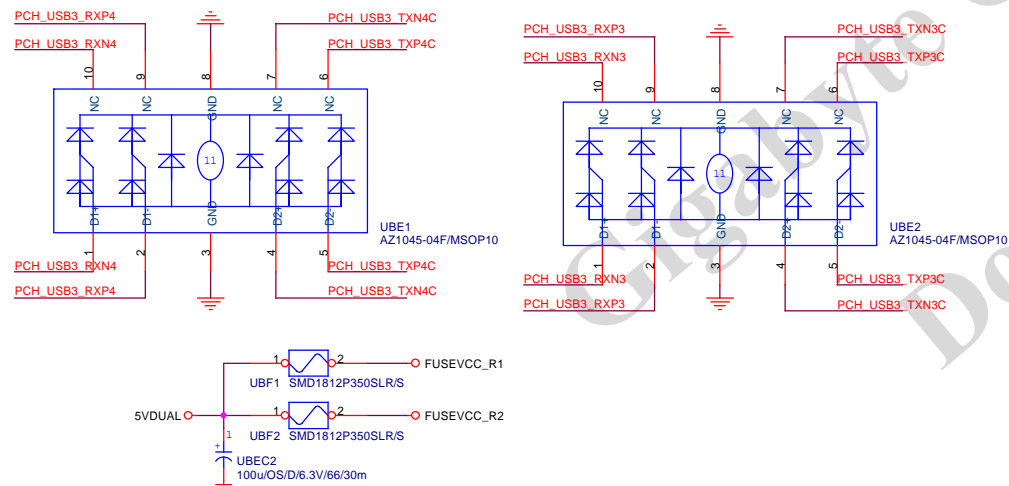 PCH_USB3_RXP4
PCH_USB3_RXN4
PCH_USB3_TXN4C
PCH_USB3_TXP4C
10
9
8
7
6
NC
NC
GND
NC
NC
11
D1+
D1-
GND
D2+
D2-
UBE1
AZ1045-04F/MSOP10
1
2
3
4
5
PCH_USB3_RXN4
PCH_USB3_RXP4
PCH_USB3_TXP4C
PCH_USB3_TXN4C
PCH_USB3_RXP3
PCH_USB3_RXN3
PCH_USB3_TXN3C
PCH_USB3_TXP3C
10
9
8
7
6
NC
NC
GND
NC
NC
11
D1+
D1-
GND
D2+
D2-
UBE2
AZ1045-04F/MSOP10
1
2
3
4
5
PCH_USB3_RXN3
PCH_USB3_RXP3
PCH_USB3_TXP3C
PCH_USB3_TXN3C
1
2
FUSEVCC_R1
UBF1 SMD1812P350SLR/S
5VDUAL
1
2
FUSEVCC_R2
UBF2 SMD1812P350SLR/S
1
+
UBEC2
100u/OS/D/6.3V/66/30m
Gigabyte